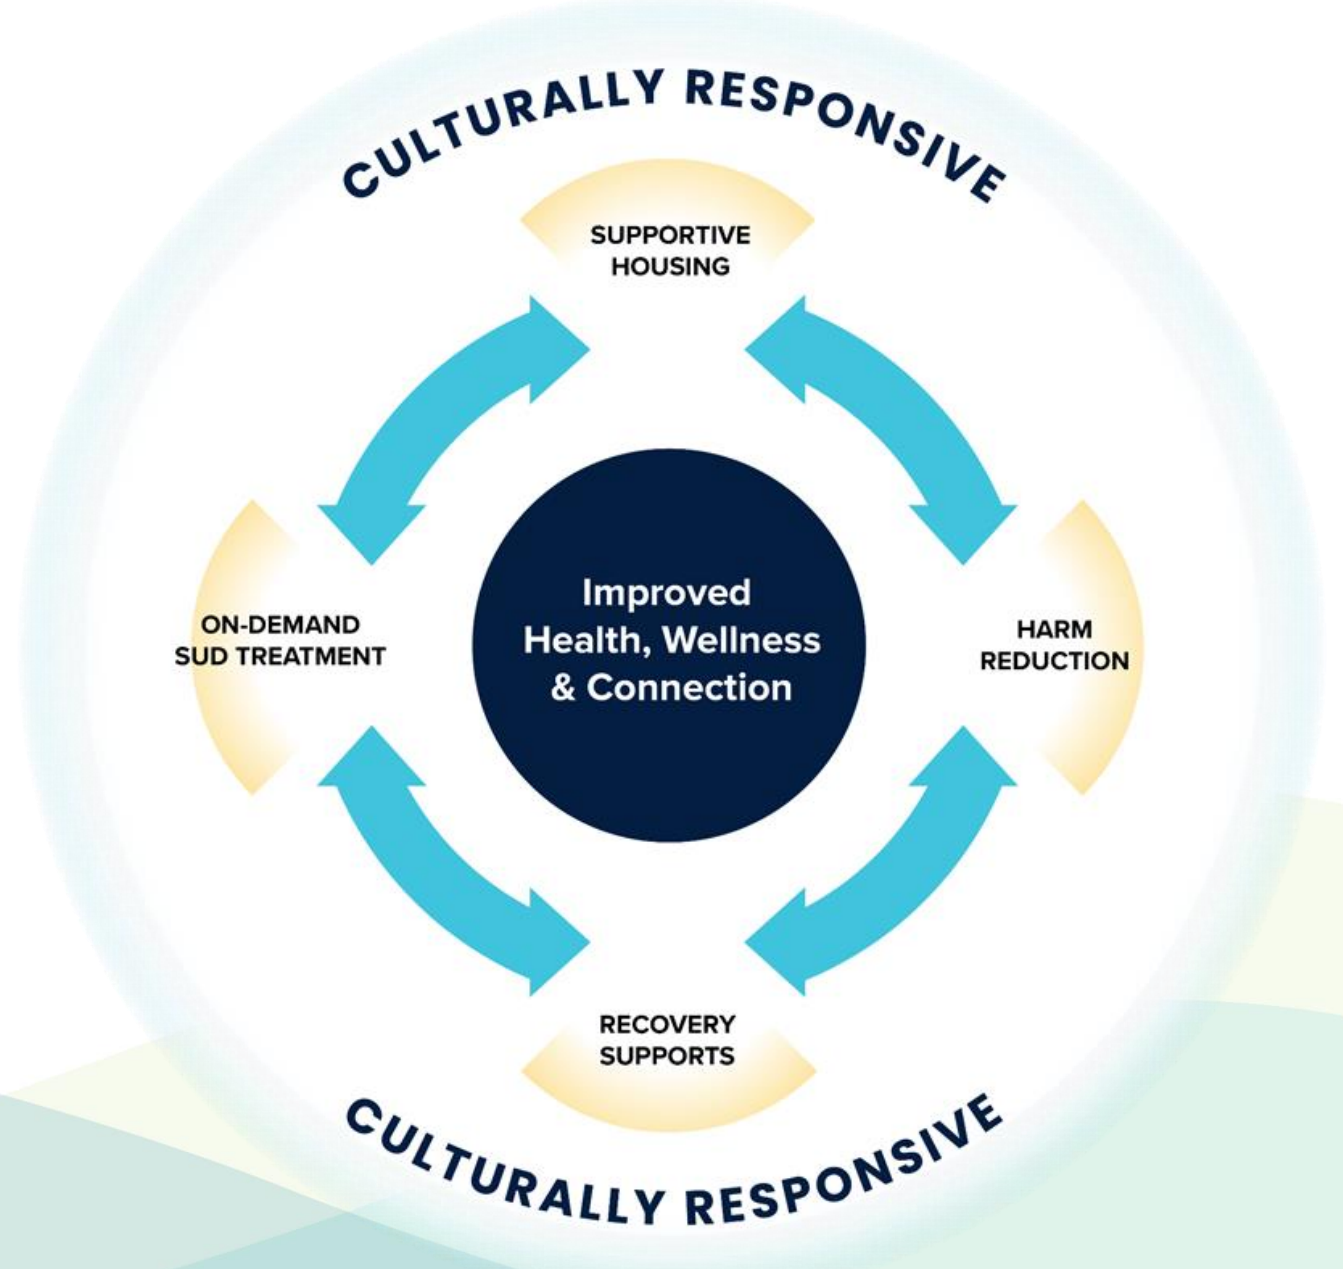 CULTURALLY RESPONSIVE
SUPPORTIVE
HOUSING
ON-DEMAND
SUD TREATMENT
Improved
Health, Wellness
& Connection
HARM
REDUCTION
RECOVERY
SUPPORTS
CULTURALLY RESPONSIVE